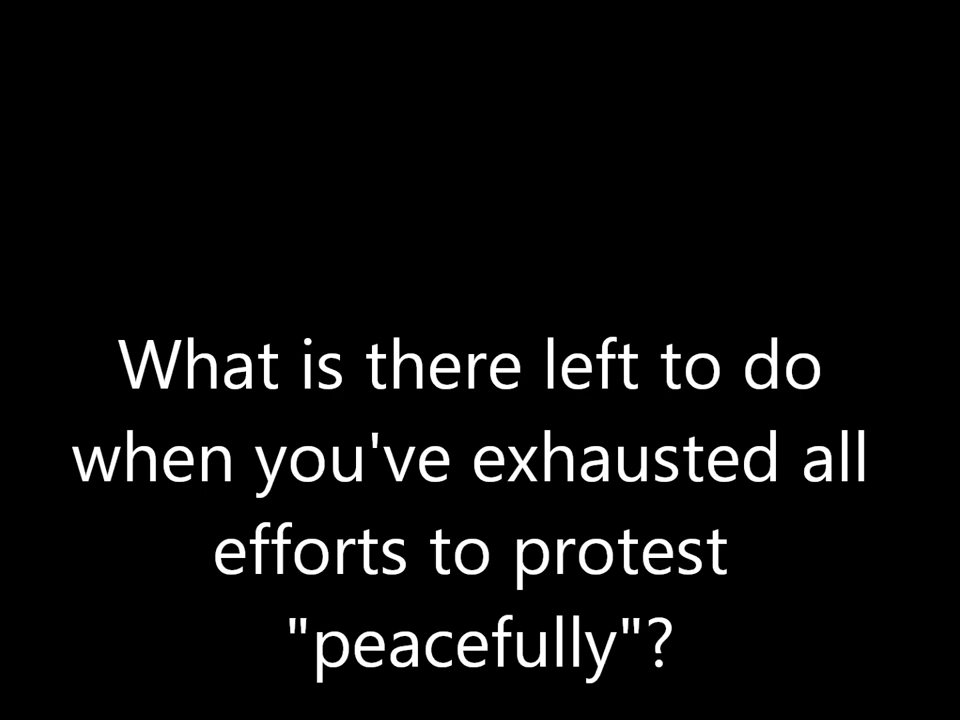 What is there left to do
when you've exhausted all
efforts to protest
"peacefully"?